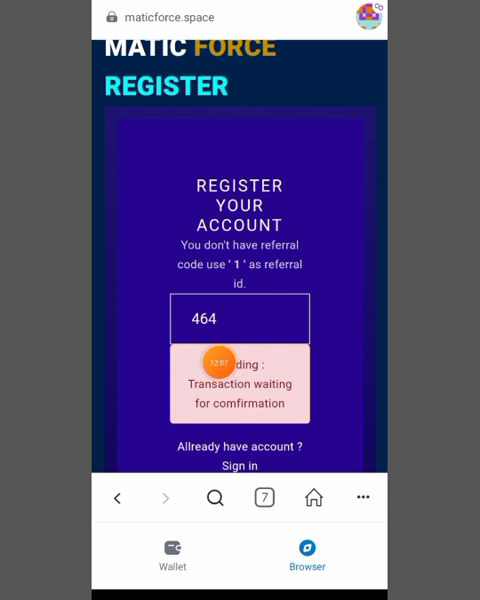 maticforce.space
MATIC FORCE
REGISTER
REGISTER
YOUR
ACCOUNT
You don't have referral
code use ' 1 ' as referral
id.
464
12:07
ding :
Transaction waiting
for comfirmation
Allready have account ?
Sign in
7
Wallet
Browser